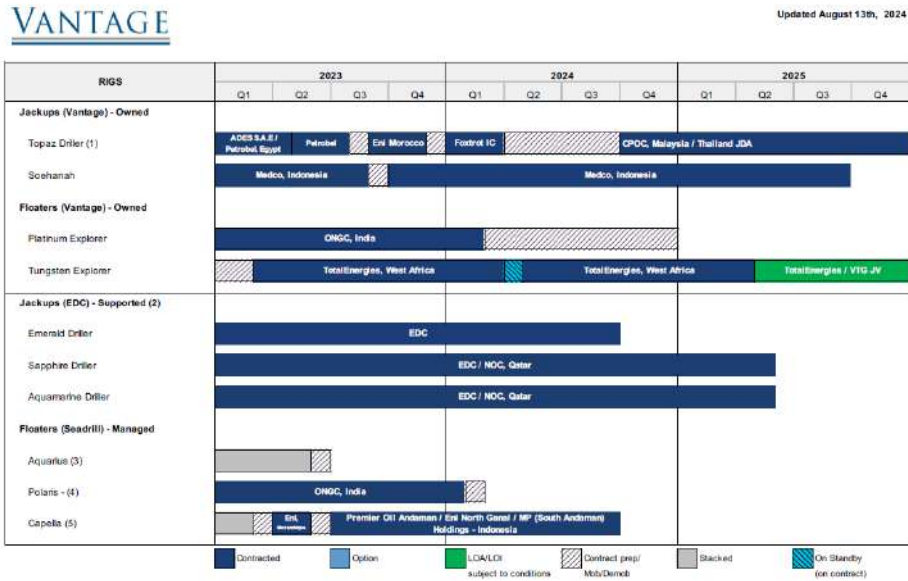 VANTAGE
Updated August 13th, 2024
RIGS
2023
2024
2025
Q1 Q2 Q3 Q4 Q1 Q2 Q3 Q4 Q1 Q2 Q3 Q4
Jackups (Vantage) - Owned
Topaz Driller (1)
ADES S.A.E /
Petrobel, Egypt
Petrobel
Eni Morocco
Foxtrot IC
CPOC, Malaysia / Thailand JDA
Soehanah
Medco, Indonesia
Medco, Indonesia
Floaters (Vantage) - Owned
Platinum Explorer
ONGC, India
Tungsten Explorer
TotalEnergies, West Africa
TotalEnergies, West Africa
TotalEnergies / VTG JV
Jackups (EDC) - Supported (2)
Emerald Driller
EDC
Sapphire Driller
EDC / NOC, Qatar
Aquamarine Driller
EDC / NOC, Qatar
Floaters (Seadrill) - Managed
Aquarius (3)
Polaris - (4)
ONGC, India
Capella (5)
Eni,
Premier Oil Andaman / Eni North Ganal / MP (South Andaman)
Holdings - Indonesia
Contracted
Option
LOA/LOI
subject to conditions
Contract prep/
Mob/Demob
Stacked
On Standby
(on contract)